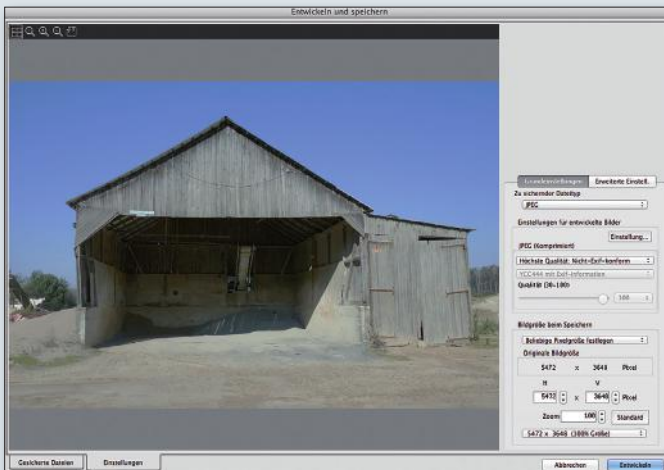 Entwickeln und speichern
Grundeinstellungen Erweiterte Einstell.
Zu sichernder Dateityp
JPEG
Einstellungen für entwickelte Bilder
Einstellung...
JPEG (Komprimiert)
Höchste Qualität: Nicht-Exif-konform
YCC444 mit Exif-Information
Qualität (30~100)
100
Bildgröße beim Speichern
Beliebige Pixelgröße festlegen
Originale Bildgröße
5472 x 3648 Pixel
H V
5472 x 3648 Pixel
Zoom 100 Standard
5472 x 3648 (100% Größe)
Gesicherte Dateien Einstellungen
Abbrechen Entwickeln